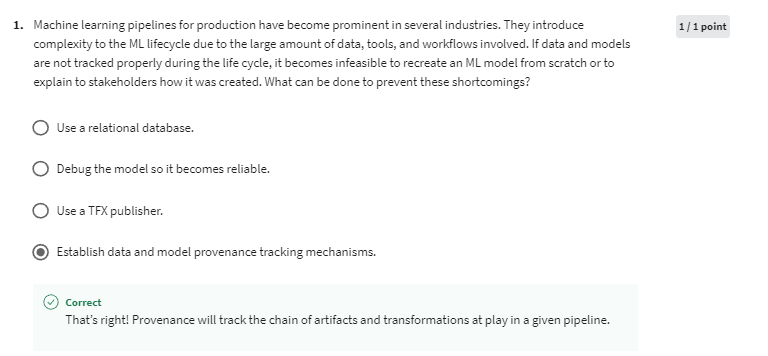 1. Machine learning pipelines for production have become prominent in several industries. They introduce
1 / 1 point
complexity to the ML lifecycle due to the large amount of data, tools, and workflows involved. If data and models
are not tracked properly during the life cycle, it becomes infeasible to recreate an ML model from scratch or to
explain to stakeholders how it was created. What can be done to prevent these shortcomings?
Use a relational database.
Debug the model so it becomes reliable.
Use a TFX publisher.
Establish data and model provenance tracking mechanisms.
Correct
That's right! Provenance will track the chain of artifacts and transformations at play in a given pipeline.